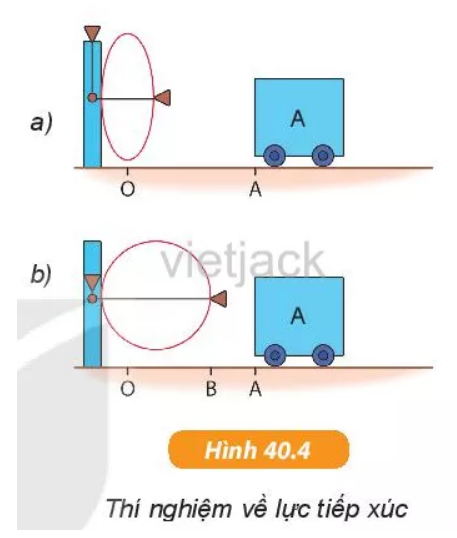 a)
A
O
A
vietjack
b)
A
O
B
A
Hình 40.4
Thí nghiệm về lực tiếp xúc